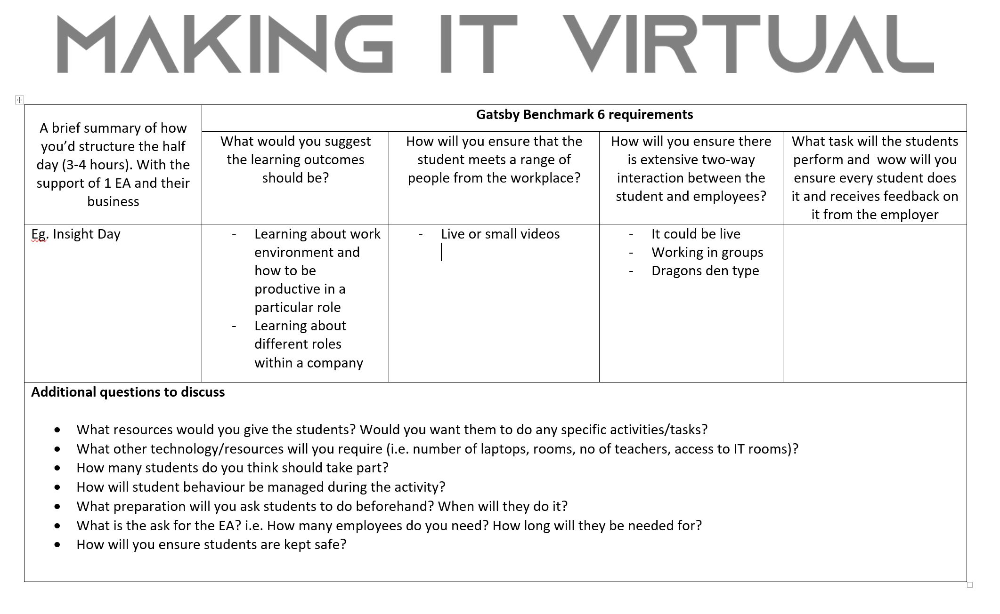 MAKING IT VIRTUAL
A brief summary of how
you’d structure the half
day (3-4 hours). With the
support of 1 EA and their
business
Gatsby Benchmark 6 requirements
What would you suggest
the learning outcomes
should be?
How will you ensure that the
student meets a range of
people from the workplace?
How will you ensure there
is extensive two-way
interaction between the
student and employees?
What task will the students
perform and  wow will you
ensure every student does
it and receives feedback on
it from the employer
Eg. Insight Day
- Learning about work
environment and
how to be
productive in a
particular role
- Learning about
different roles
within a company
- Live or small videos
- It could be live
- Working in groups
- Dragons den type
Additional questions to discuss
• What resources would you give the students? Would you want them to do any specific activities/tasks?
• What other technology/resources will you require (i.e. number of laptops, rooms, no of teachers, access to IT rooms)?
• How many students do you think should take part?
• How will student behaviour be managed during the activity?
• What preparation will you ask students to do beforehand? When will they do it?
• What is the ask for the EA? i.e. How many employees do you need? How long will they be needed for?
• How will you ensure students are kept safe?